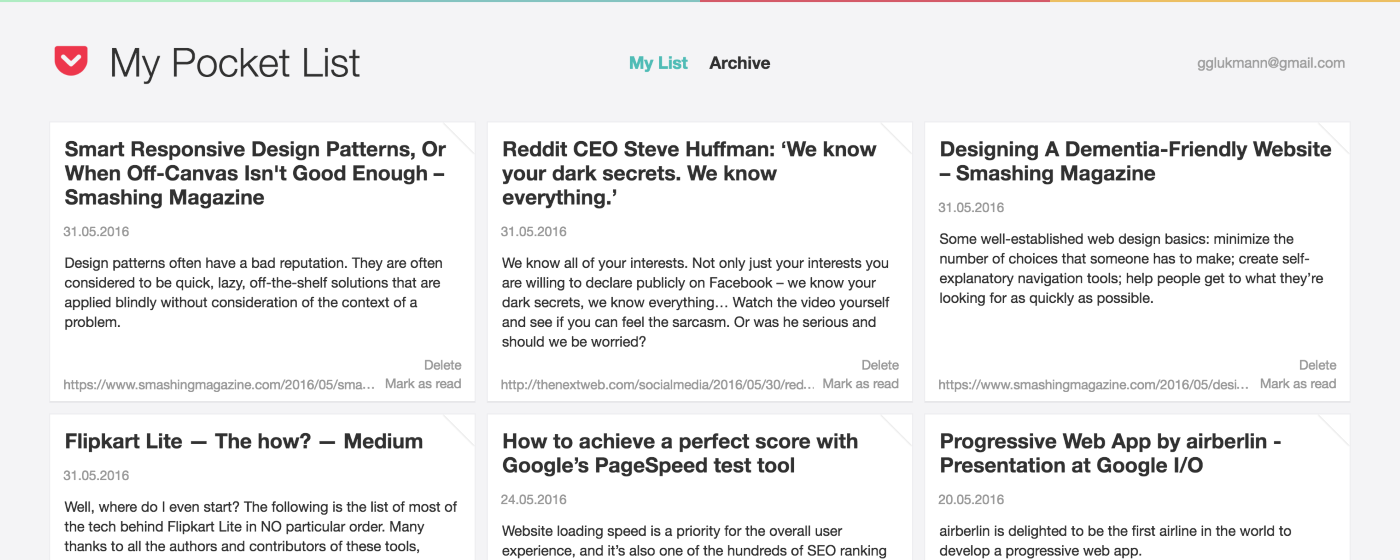 My Pocket List
My List Archive
gglukmann@gmail.com
Smart Responsive Design Patterns, Or
When Off-Canvas Isn't Good Enough –
Smashing Magazine
31.05.2016
Design patterns often have a bad reputation. They are often
considered to be quick, lazy, off-the-shelf solutions that are
applied blindly without consideration of the context of a
problem.
Delete
https://www.smashingmagazine.com/2016/05/sma… Mark as read
Reddit CEO Steve Huffman: ‘We know
your dark secrets. We know
everything.’
31.05.2016
We know all of your interests. Not only just your interests you
are willing to declare publicly on Facebook – we know your
dark secrets, we know everything… Watch the video yourself
and see if you can feel the sarcasm. Or was he serious and
should we be worried?
Delete
http://thenextweb.com/socialmedia/2016/05/30/red… Mark as read
Designing A Dementia-Friendly Website
– Smashing Magazine
31.05.2016
Some well-established web design basics: minimize the
number of choices that someone has to make; create self-
explanatory navigation tools; help people get to what they’re
looking for as quickly as possible.
Delete
https://www.smashingmagazine.com/2016/05/desi… Mark as read
Flipkart Lite — The how? — Medium
31.05.2016
Well, where do I even start? The following is the list of most of
the tech behind Flipkart Lite in NO particular order. Many
thanks to all the authors and contributors of these tools,
How to achieve a perfect score with
Google’s PageSpeed test tool
24.05.2016
Website loading speed is a priority for the overall user
experience, and it’s also one of the hundreds of SEO ranking
Progressive Web App by airberlin -
Presentation at Google I/O
20.05.2016
airberlin is delighted to be the first airline in the world to
develop a progressive web app.